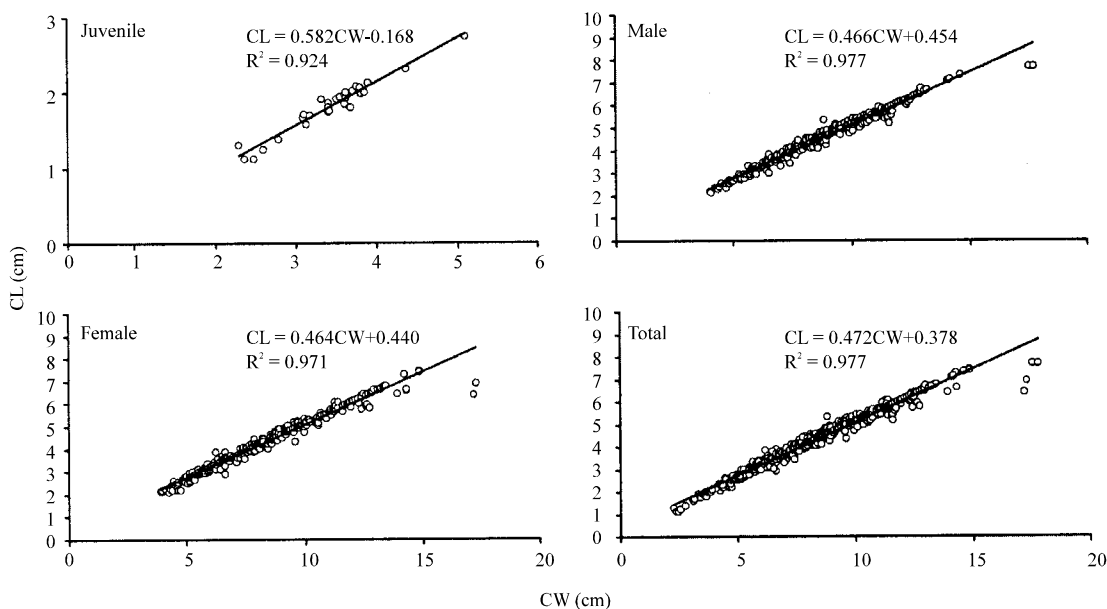 Juvenile
CL = 0.582CW-0.168
R² = 0.924
3
2
1
0
0 1 2 3 4 5 6
Male
CL = 0.466CW+0.454
R² = 0.977
10
9
8
7
6
5
4
3
2
1
0
5 10 15 20
CL (cm)
Female
CL = 0.464CW+0.440
R² = 0.971
10
9
8
7
6
5
4
3
2
1
0
5 10 15 20
Total
CL = 0.472CW+0.378
R² = 0.977
10
9
8
7
6
5
4
3
2
1
0
0 5 10 15 20
CW (cm)